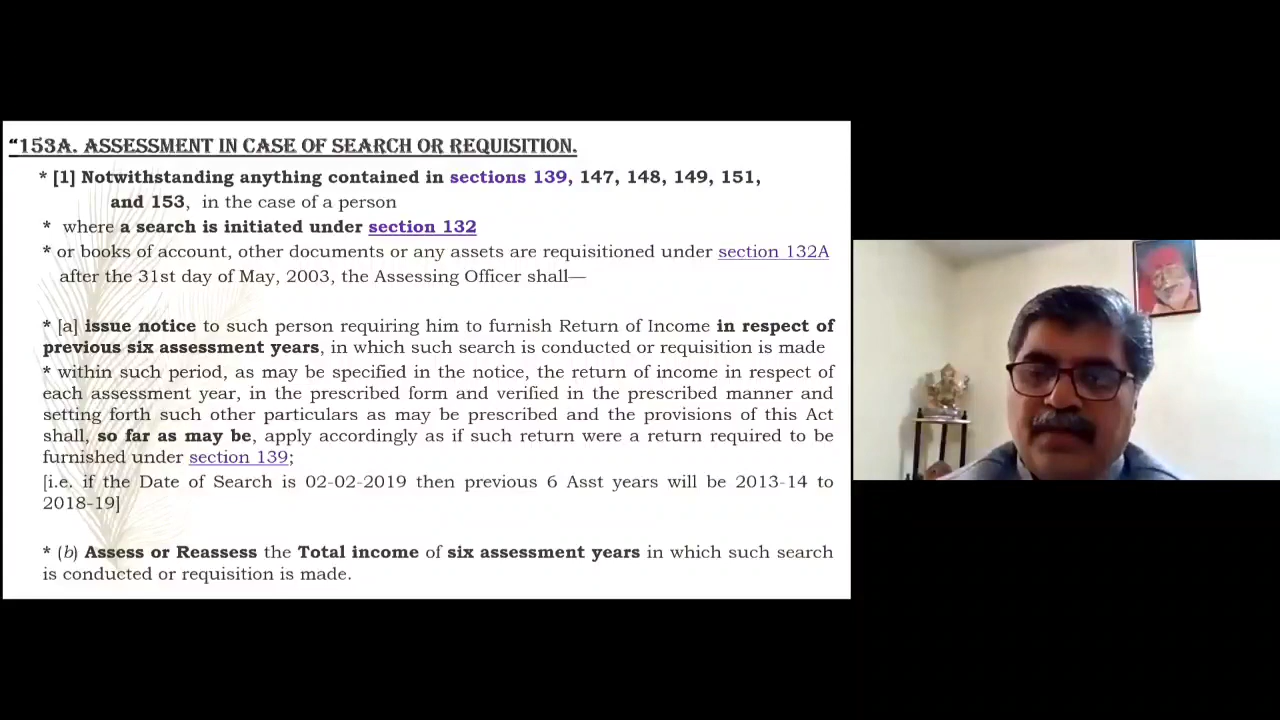 “153A. ASSESSMENT IN CASE OF SEARCH OR REQUISITION.
* [1] Notwithstanding anything contained in sections 139, 147, 148, 149, 151,
and 153, in the case of a person
* where a search is initiated under section 132
* or books of account, other documents or any assets are requisitioned under section 132A
after the 31st day of May, 2003, the Assessing Officer shall—
* [a] issue notice to such person requiring him to furnish Return of Income in respect of
previous six assessment years, in which such search is conducted or requisition is made
* within such period, as may be specified in the notice, the return of income in respect of
each assessment year, in the prescribed form and verified in the prescribed manner and
setting forth such other particulars as may be prescribed and the provisions of this Act
shall, so far as may be, apply accordingly as if such return were a return required to be
furnished under section 139;
[i.e. if the Date of Search is 02-02-2019 then previous 6 Asst years will be 2013-14 to
2018-19]
* (b) Assess or Reassess the Total income of six assessment years in which such search
is conducted or requisition is made.